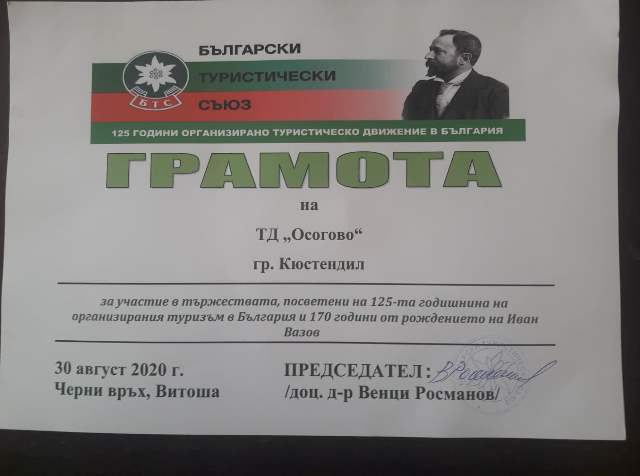 БЪЛГАРСКИ
ТУРИСТИЧЕСКИ
СЪЮЗ
БТС
125 ГОДИНИ ОРГАНИЗИРАНО ТУРИСТИЧЕСКО ДВИЖЕНИЕ В БЪЛГАРИЯ
ГРАМОТА
на
ТД „Осогово“
гр. Кюстендил
за участие в тържествата, посветени на 125-та годишнина на
организирания туризъм в България и 170 години от рождението на Иван
Вазов
30 август 2020 г.
Черни връх, Витоша
ПРЕДСЕДАТЕЛ:
/доц. д-р Венци Росманов/